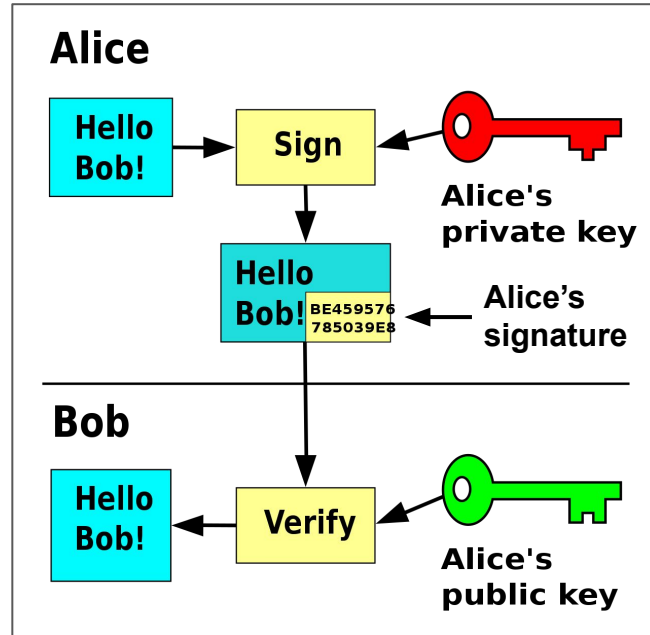 Alice
Hello
Bob!
Sign
Alice's
private key
Hello
Bob!
BE459576
785039E8
Alice’s
signature
Bob
Hello
Bob!
Verify
Alice's
public key